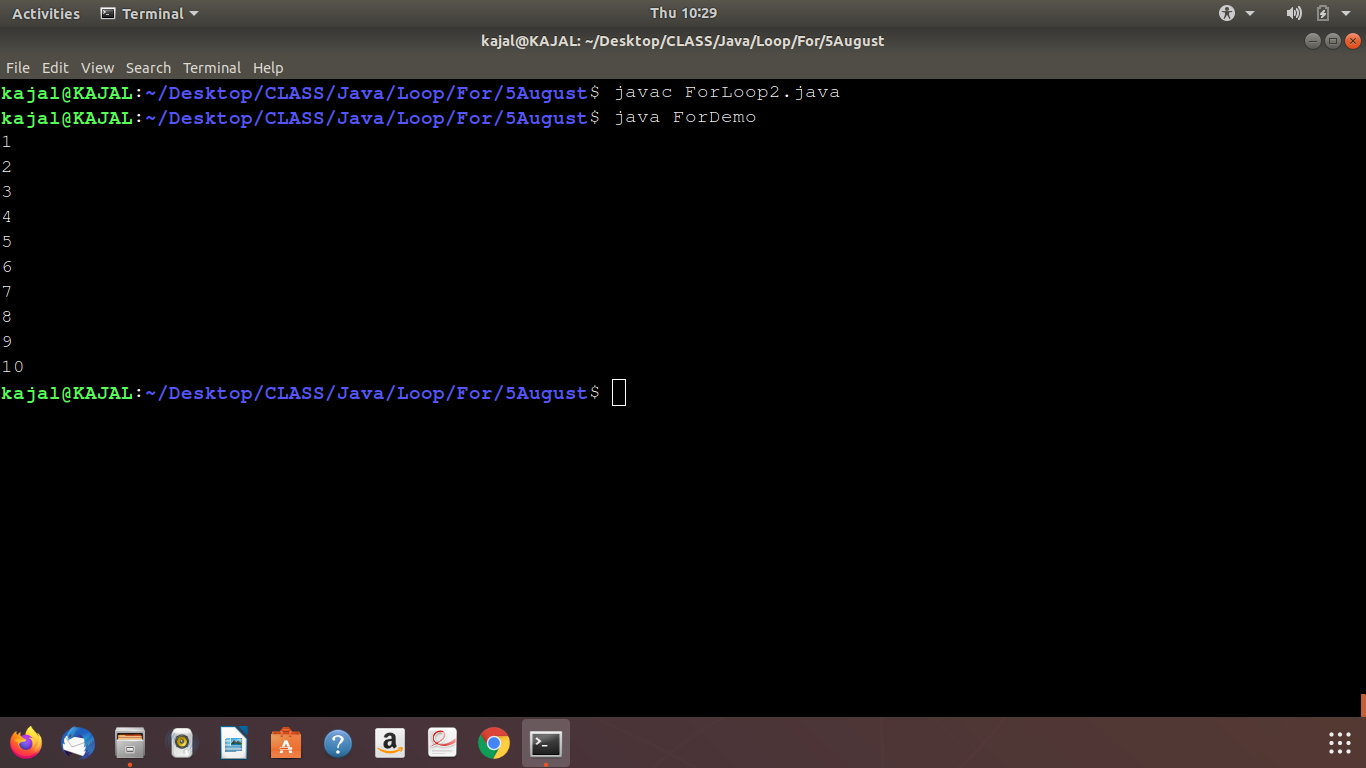 Activities Terminal Thu 10:29
kajal@KAJAL: ~/Desktop/CLASS/Java/Loop/For/5August
File Edit View Search Terminal Help
kajal@KAJAL:~/Desktop/CLASS/Java/Loop/For/5August$ javac ForLoop2.java
kajal@KAJAL:~/Desktop/CLASS/Java/Loop/For/5August$ java ForDemo
1
2
3
4
5
6
7
8
9
10
kajal@KAJAL:~/Desktop/CLASS/Java/Loop/For/5August$